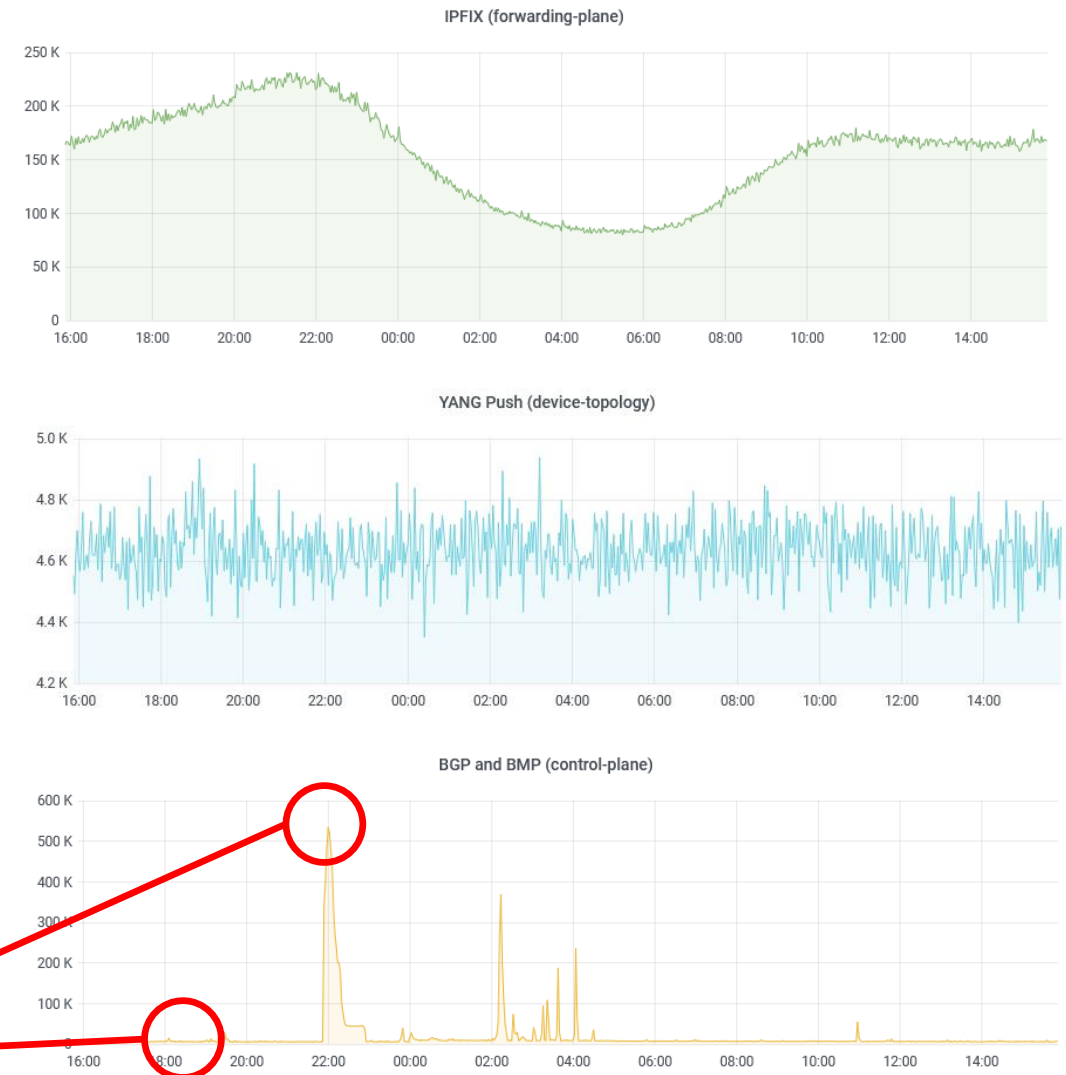 IPFIX (forwarding-plane)
250 K
200 K
150 K
100 K
50 K
0
16:00 18:00 20:00 22:00 00:00 02:00 04:00 06:00 08:00 10:00 12:00 14:00
YANG Push (device-topology)
5.0 K
4.8 K
4.6 K
4.4 K
4.2 K
16:00 18:00 20:00 22:00 00:00 02:00 04:00 06:00 08:00 10:00 12:00 14:00
BGP and BMP (control-plane)
600 K
500 K
400 K
300 K
200 K
100 K
16:00 18:00 20:00 22:00 00:00 02:00 04:00 06:00 08:00 10:00 12:00 14:00